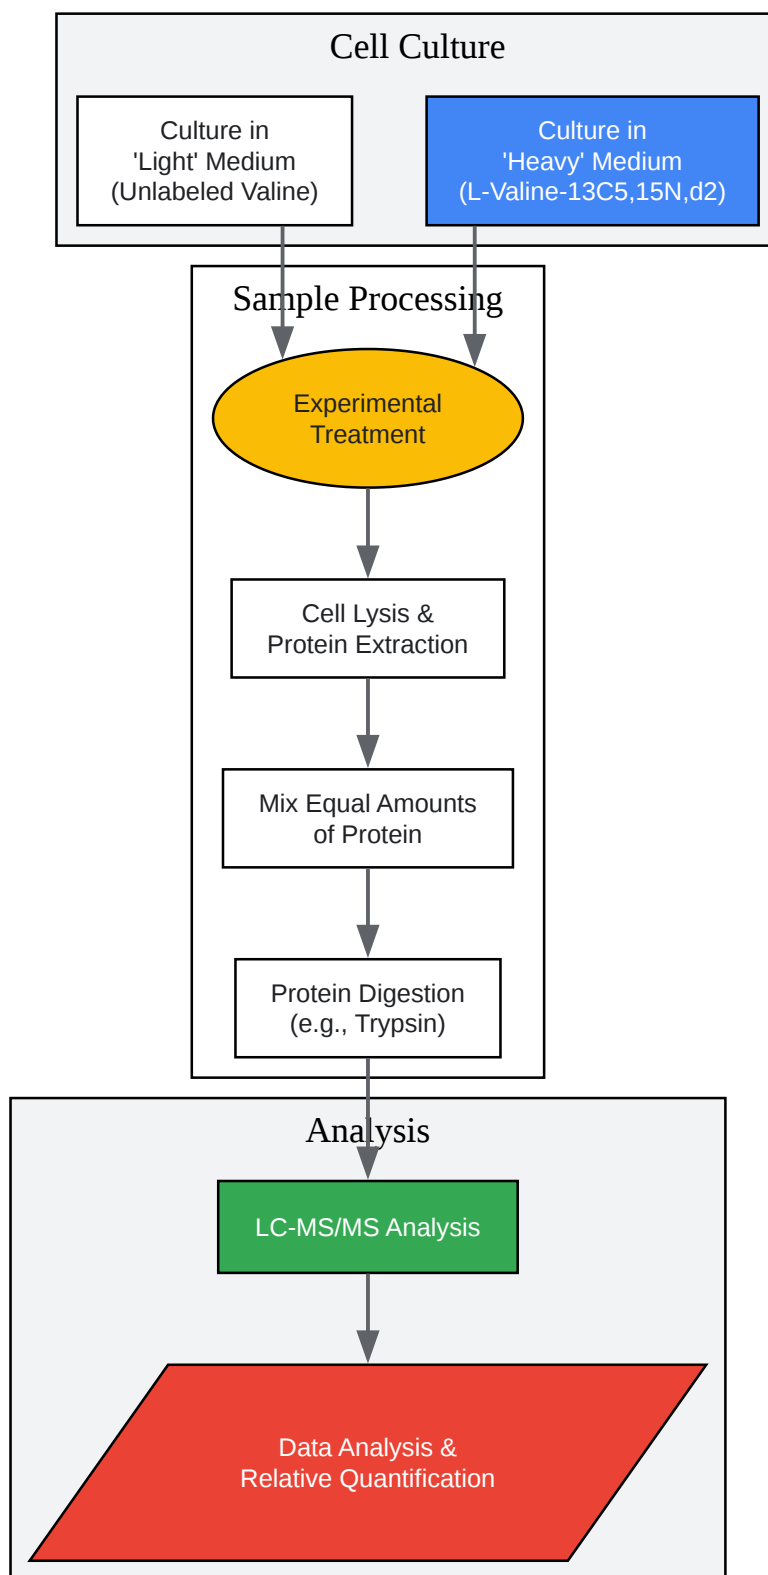 Cell Culture
Culture in
'Light' Medium
(Unlabeled Valine)
Culture in
'Heavy' Medium
(L-Valine-13C5,15N,d2)
Sample Processing
Experimental
Treatment
Cell Lysis &
Protein Extraction
Mix Equal Amounts
of Protein
Protein Digestion
(e.g., Trypsin)
Analysis
LC-MS/MS Analysis
Data Analysis &
Relative Quantification